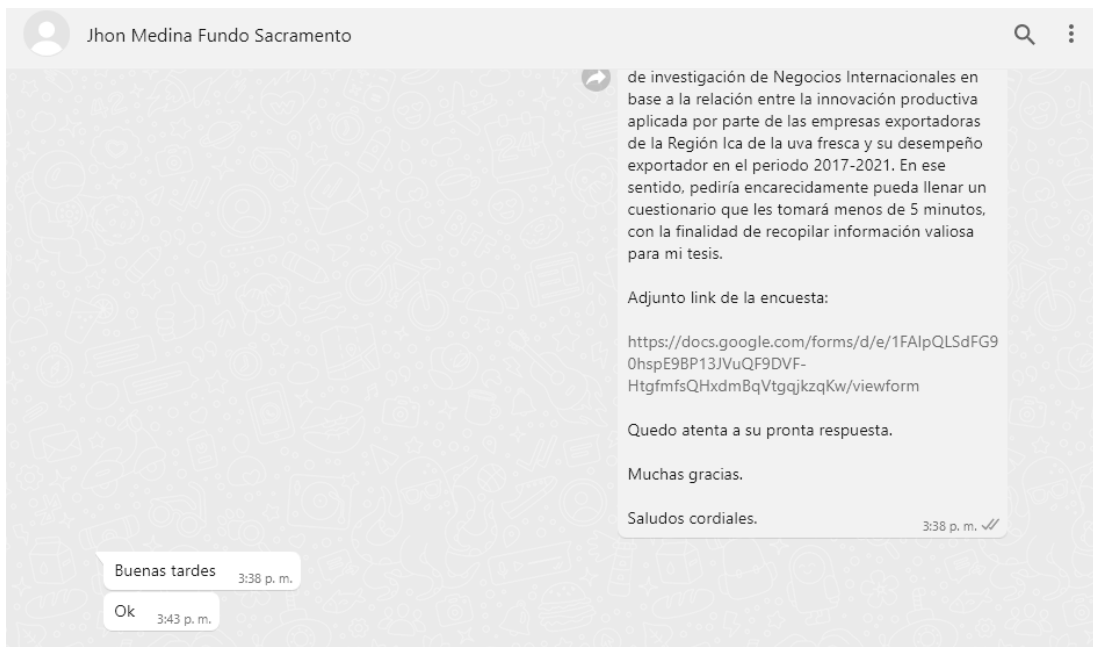 Jhon Medina Fundo Sacramento
de investigación de Negocios Internacionales en
base a la relación entre la innovación productiva
aplicada por parte de las empresas exportadoras
de la Región Ica de la uva fresca y su desempeño
exportador en el periodo 2017-2021. En ese
sentido, pediría encarecidamente pueda llenar un
cuestionario que les tomará menos de 5 minutos,
con la finalidad de recopilar información valiosa
para mi tesis.
Adjunto link de la encuesta:
https://docs.google.com/forms/d/e/1FAIpQLSdFG9
0hspE9BP13JVuQF9DVF-
HtgfmfsQHxdmBqVtgqjkzqKw/viewform
Quedo atenta a su pronta respuesta.
Muchas gracias.
Saludos cordiales.
3:38 p. m.
Buenas tardes 3:38 p. m.
Ok 3:43 p. m.